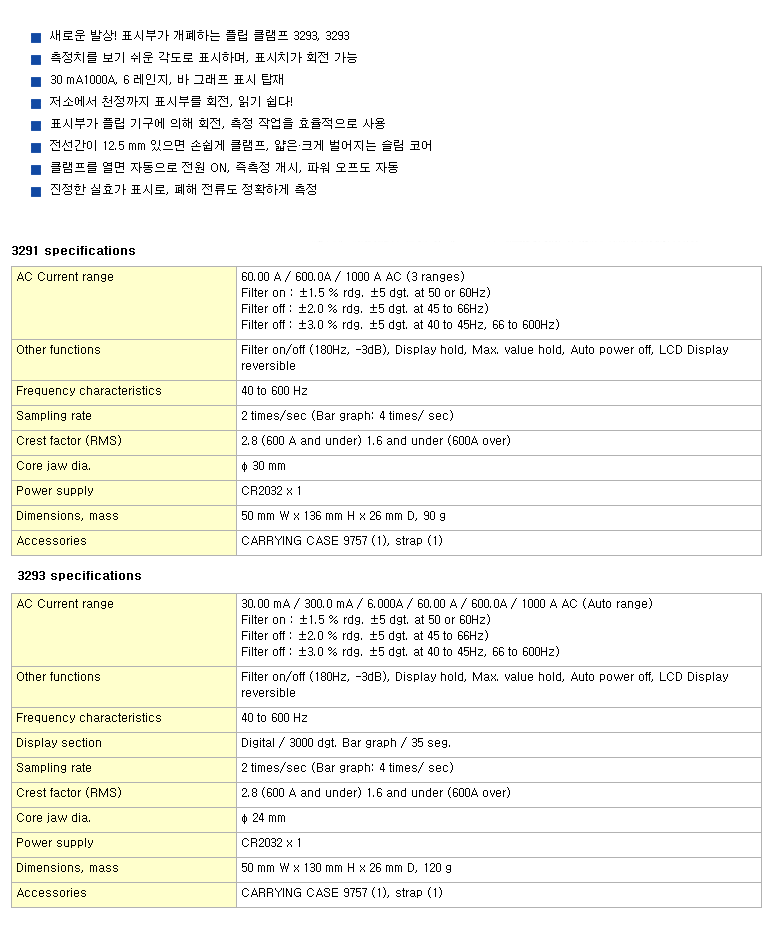 새로운 발상! 표시부가 개폐하는 플립 클램프 3293, 3293
측정치를 보기 쉬운 각도로 표시하며, 표시치가 회전 가능
30 mA1000A, 6 레인지, 바 그래프 표시 탑재
저소에서 천정까지 표시부를 회전, 읽기 쉽다!
표시부가 플립 기구에 의해 회전, 측정 작업을 효율적으로 사용
전선간이 12.5 mm 있으면 손쉽게 클램프, 얇은·크게 벌어지는 슬림 코어
클램프를 열면 자동으로 전원 ON, 즉측정 개시, 파워 오프도 자동
진정한 실효가 표시로, 폐해 전류도 정확하게 측정
3291 specifications
AC Current range 60.00 A / 600.0A / 1000 A AC (3 ranges)
Filter on : ±1.5 % rdg. ±5 dgt. at 50 or 60Hz)
Filter off : ±2.0 % rdg. ±5 dgt. at 45 to 66Hz)
Filter off : ±3.0 % rdg. ±5 dgt. at 40 to 45Hz, 66 to 600Hz)
Other functions Filter on/off (180Hz, -3dB), Display hold, Max. value hold, Auto power off, LCD Display
reversible
Frequency characteristics 40 to 600 Hz
Sampling rate 2 times/sec (Bar graph: 4 times/ sec)
Crest factor (RMS) 2.8 (600 A and under) 1.6 and under (600A over)
Core jaw dia. φ 30 mm
Power supply CR2032 x 1
Dimensions, mass 50 mm W x 136 mm H x 26 mm D, 90 g
Accessories CARRYING CASE 9757 (1), strap (1)
3293 specifications
AC Current range 30.00 mA / 300.0 mA / 6.000A / 60.00 A / 600.0A / 1000 A AC (Auto range)
Filter on : ±1.5 % rdg. ±5 dgt. at 50 or 60Hz)
Filter off : ±2.0 % rdg. ±5 dgt. at 45 to 66Hz)
Filter off : ±3.0 % rdg. ±5 dgt. at 40 to 45Hz, 66 to 600Hz)
Other functions Filter on/off (180Hz, -3dB), Display hold, Max. value hold, Auto power off, LCD Display
reversible
Frequency characteristics 40 to 600 Hz
Display section Digital / 3000 dgt. Bar graph / 35 seg.
Sampling rate 2 times/sec (Bar graph: 4 times/ sec)
Crest factor (RMS) 2.8 (600 A and under) 1.6 and under (600A over)
Core jaw dia. φ 24 mm
Power supply CR2032 x 1
Dimensions, mass 50 mm W x 130 mm H x 26 mm D, 120 g
Accessories CARRYING CASE 9757 (1), strap (1)